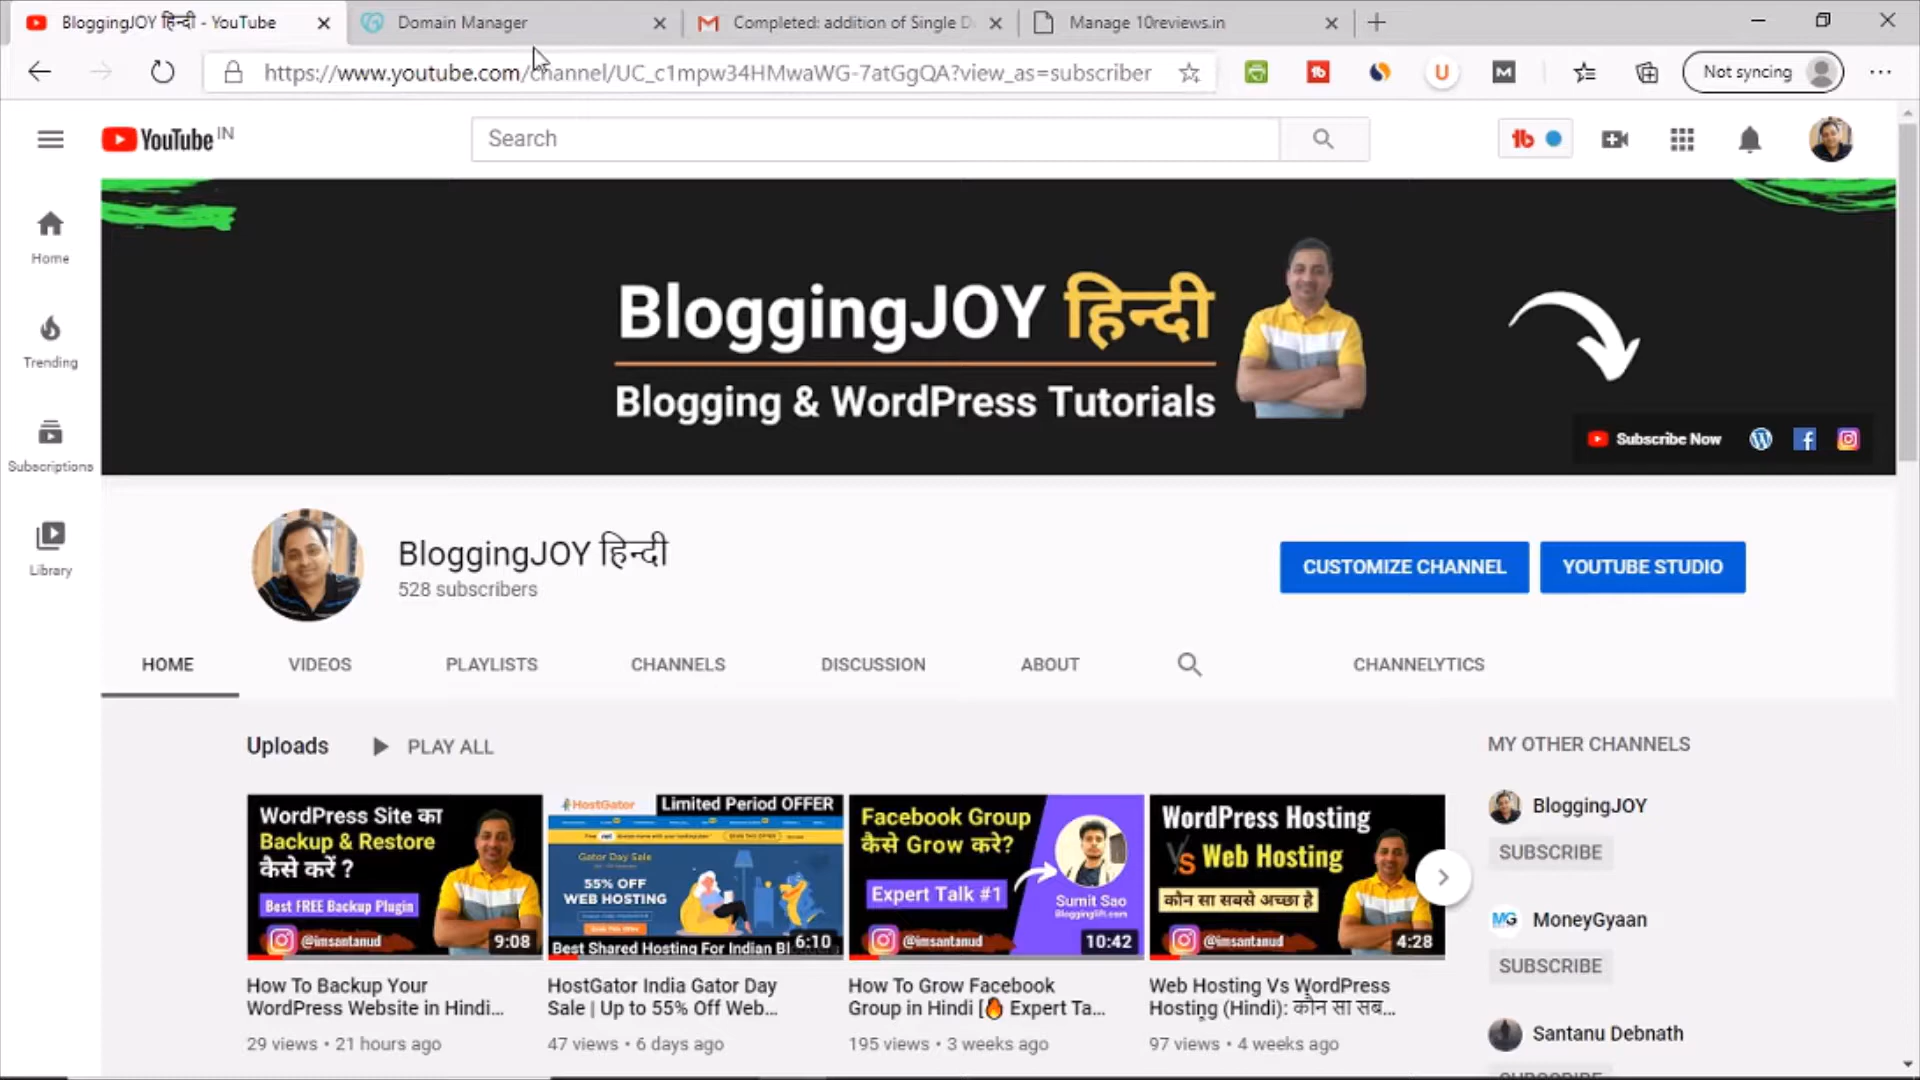 BloggingJOY हिन्दी - YouTube
Domain Manager
Completed: addition of Single D
Manage 10reviews.in
https://www.youtube.com/channel/UC_c1mpw34HMwaWG-7atGgQA?view_as=subscriber
Not syncing
YouTube IN
Search
Home
Trending
Subscriptions
Library
BloggingJOY हिन्दी
Blogging & WordPress Tutorials
Subscribe Now
BloggingJOY हिन्दी
528 subscribers
CUSTOMIZE CHANNEL
YOUTUBE STUDIO
HOME
VIDEOS
PLAYLISTS
CHANNELS
DISCUSSION
ABOUT
CHANNELYTICS
Uploads
PLAY ALL
WordPress Site का
Backup & Restore
कैसे करें ?
Best FREE Backup Plugin
@imsantanud
9:08
How To Backup Your
WordPress Website in Hindi...
29 views • 21 hours ago
HostGator
Limited Period OFFER
Gator Day Sale
55% OFF
WEB HOSTING
Best Shared Hosting For Indian Bl
6:10
HostGator India Gator Day
Sale | Up to 55% Off Web...
47 views • 6 days ago
Facebook Group
कैसे Grow करे?
Expert Talk #1
Sumit Sao
Blogginglift.com
@imsantanud
10:42
How To Grow Facebook
Group in Hindi [🔥 Expert Ta...
195 views • 3 weeks ago
WordPress Hosting
Vs Web Hosting
कौन सा सबसे अच्छा है
@imsantanud
4:28
Web Hosting Vs WordPress
Hosting (Hindi): कौन सा सब...
97 views • 4 weeks ago
MY OTHER CHANNELS
BloggingJOY
SUBSCRIBE
MG
MoneyGyaan
SUBSCRIBE
Santanu Debnath
SUBSCRIBE